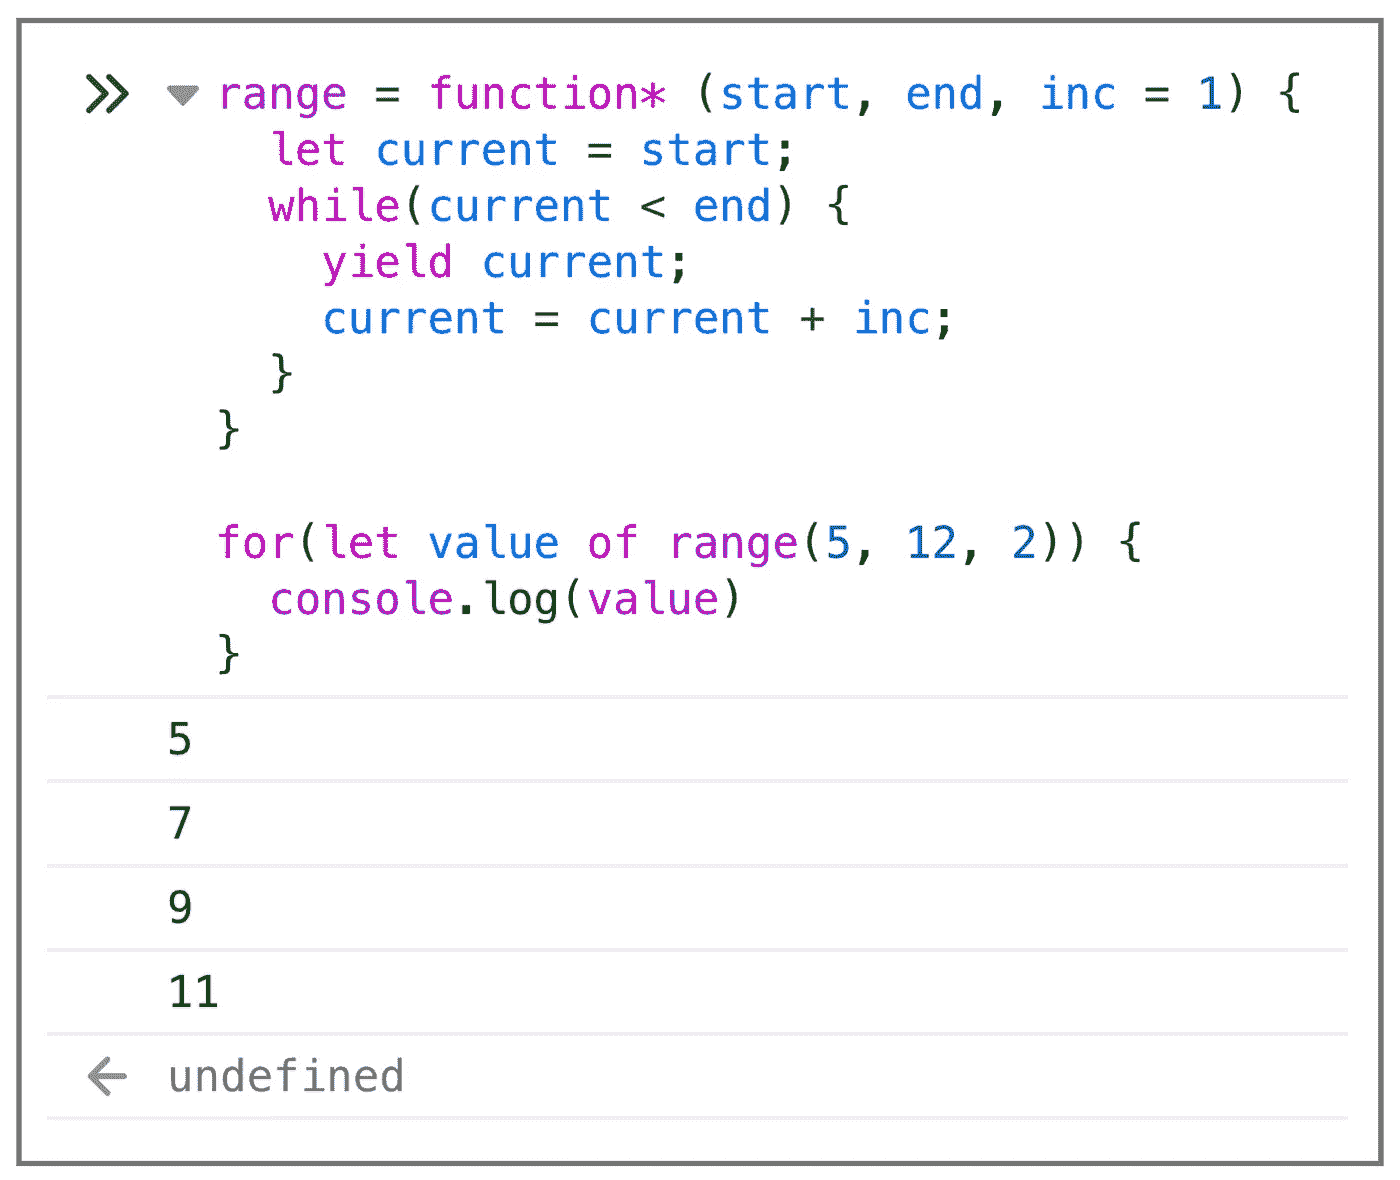 range = function* (start, end, inc = 1) {
let current = start;
while(current < end) {
yield current;
current = current + inc;
}
}
for(let value of range(5, 12, 2)) {
console.log(value)
}
5
7
9
11
undefined